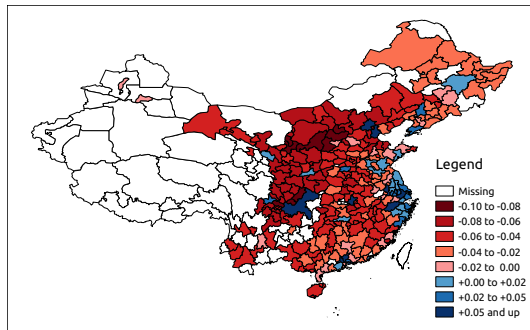 Legend
Missing
-0.10 to -0.08
-0.08 to -0.06
-0.06 to -0.04
-0.04 to -0.02
-0.02 to 0.00
+0.00 to +0.02
+0.02 to +0.05
+0.05 and up